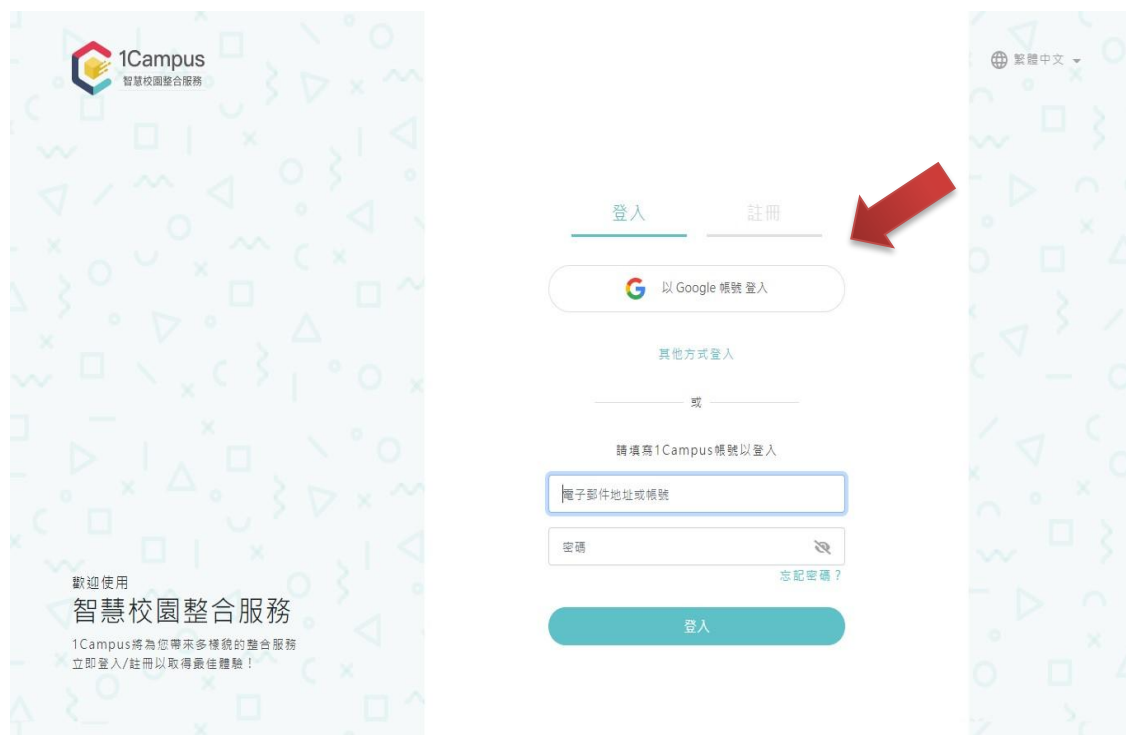 1Campus
智慧校園整合服務
繁體中文
登入
註冊
以 Google 帳號 登入
其他方式登入
或
請填寫1Campus帳號以登入
電子郵件地址或帳號
密碼
忘記密碼？
登入
歡迎使用
智慧校園整合服務
1Campus將為您帶來多樣貌的整合服務
立即登入/註冊以取得最佳體驗！